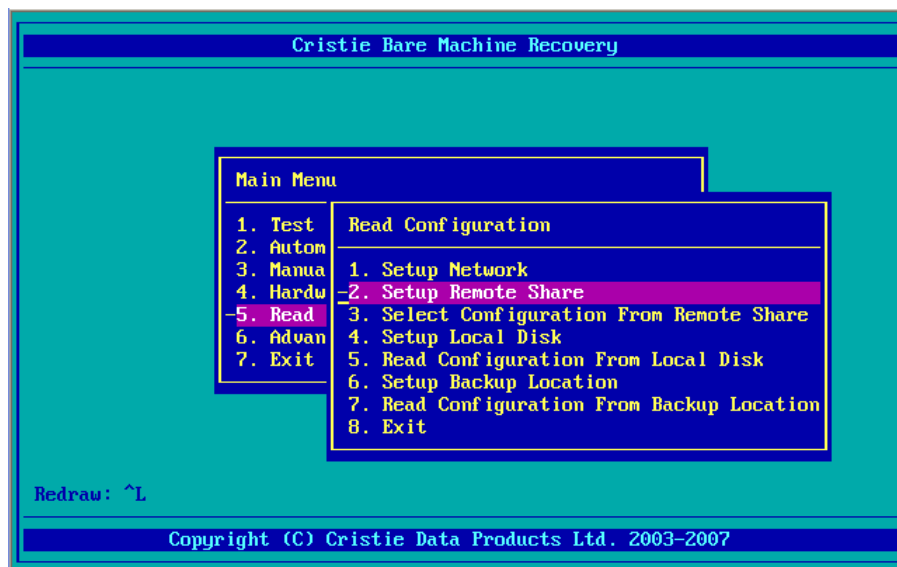 Cristie Bare Machine Recovery
Main Menu
1. Test
2. Autom
3. Manua
4. Hardw
-5. Read
6. Advan
7. Exit
Read Configuration
1. Setup Network
-2. Setup Remote Share
3. Select Configuration From Remote Share
4. Setup Local Disk
5. Read Configuration From Local Disk
6. Setup Backup Location
7. Read Configuration From Backup Location
8. Exit
Redraw: ^L
Copyright (C) Cristie Data Products Ltd. 2003-2007